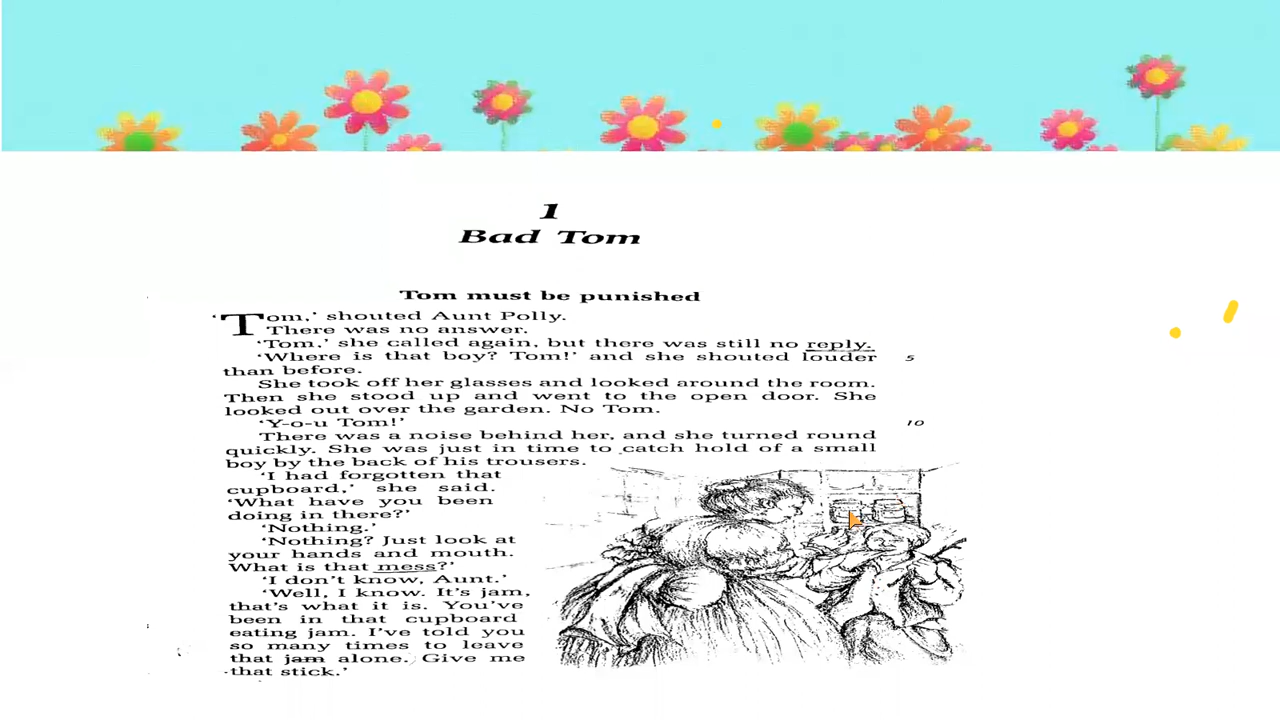 1
Bad Tom
Tom must be punished
‘Tom,’ shouted Aunt Polly.
There was no answer.
‘Tom,’ she called again, but there was still no reply.
‘Where is that boy? Tom!’ and she shouted louder 5
than before.
She took off her glasses and looked around the room.
Then she stood up and went to the open door. She
looked out over the garden. No Tom.
‘Y-o-u Tom!’ 10
There was a noise behind her, and she turned round
quickly. She was just in time to catch hold of a small
boy by the back of his trousers.
‘I had forgotten that
cupboard,’ she said.
‘What have you been
doing in there?’
‘Nothing.’
‘Nothing? Just look at
your hands and mouth.
What is that mess?’
‘I don’t know, Aunt.’
‘Well, I know. It’s jam,
that’s what it is. You’ve
been in that cupboard
eating jam. I’ve told you
so many times to leave
that jam alone. Give me
that stick.’